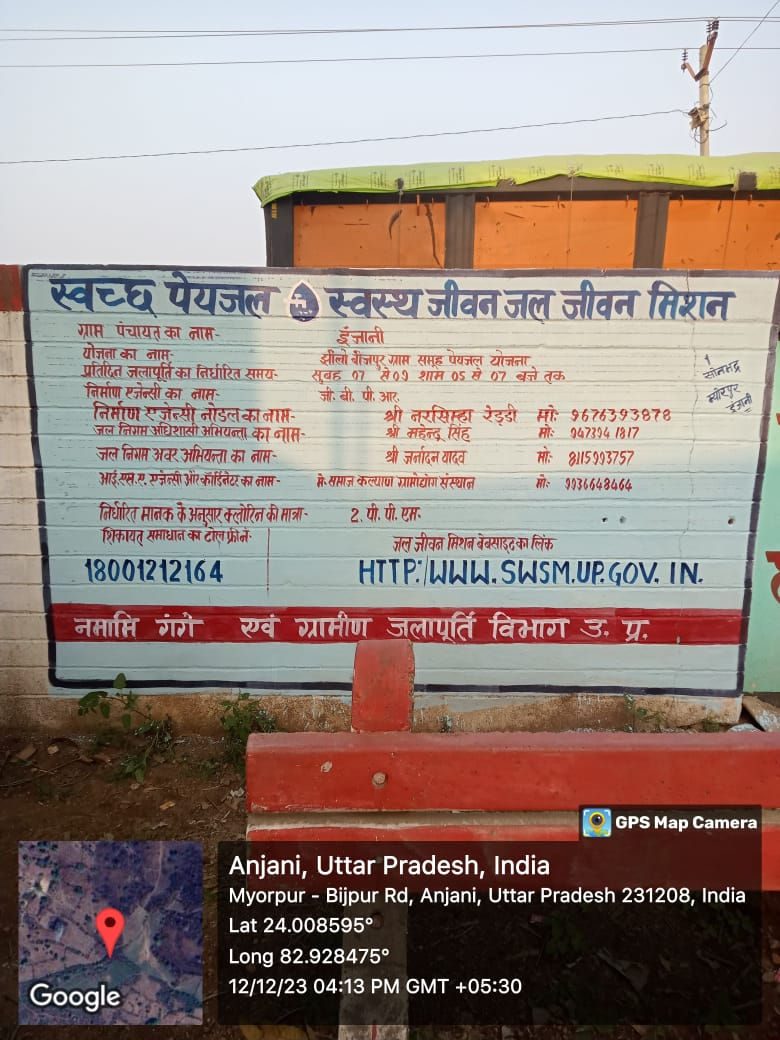 स्वच्छ पेयजल स्वस्थ जीवन जल जीवन मिशन
ग्राम पंचायत का नाम- इंजानी
योजना का नाम- झीलो बीजपुर ग्राम समूह पेयजल योजना
प्रतिदिन जलापूर्ति का निर्धारित समय- सुवह 07 से 09 शाम 05 से 07 बजे तक
निर्माण एजेन्सी का नाम- जी. वी. पी. आर.
निर्माण एजेन्सी नोडल का नाम- श्री नरसिम्हा रेड्डी मो: 9676393878
जल निगम अधिशासी अभियन्ता का नाम- श्री महेन्द्र सिंह मो: 9473941817
जल निगम अवर अभियन्ता का नाम- श्री जर्नादन यादव मो: 8115993757
आई.एस.ए. एजेन्सी और कॉर्डिनेटर का नाम- मे. समाज कल्याण ग्रामोद्योग संस्थान मो: 9936648464
निर्धारित मानक के अनुसार क्लोरिन की मात्रा- 2. पी. पी. एम.
शिकायत समाधान का टोल फ्री नं- जल जीवन मिशन वेबसाइट का लिंक
18001212164 HTTP:/WWW.SWSM.UP.GOV.IN.
नमामि गंगे एवं ग्रामीण जलापूर्ति विभाग उ. प्र.
सोनभद्र
म्योरपुर
इंजानी
GPS Map Camera
Anjani, Uttar Pradesh, India
Myorpur - Bijpur Rd, Anjani, Uttar Pradesh 231208, India
Lat 24.008595°
Long 82.928475°
12/12/23 04:13 PM GMT +05:30
Google